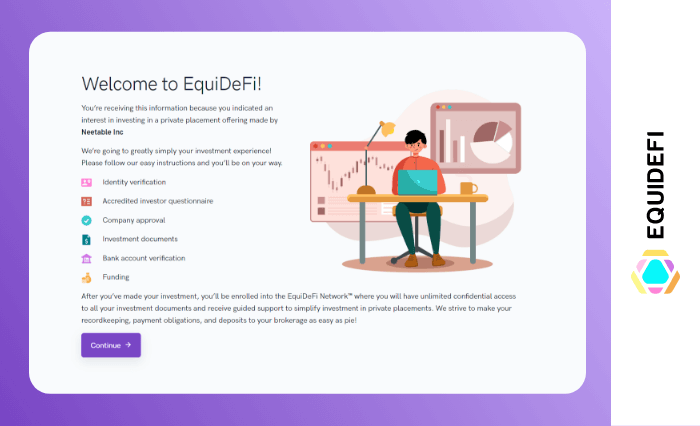 Welcome to EquiDeFi!
You're receiving this information because you indicated an
interest in investing in a private placement offering made by
Neetable Inc
We're going to greatly simply your investment experience!
Please follow our easy instructions and you'll be on your way.
Identity verification
Accredited investor questionnaire
Company approval
Investment documents
Bank account verification
Funding
After you've made your investment, you'll be enrolled into the EquiDeFi Network™ where you will have unlimited confidential access
to all your investment documents and receive guided support to simplify investment in private placements. We strive to make your
recordkeeping, payment obligations, and deposits to your brokerage as easy as pie!
Continue →
EQUIDEFI